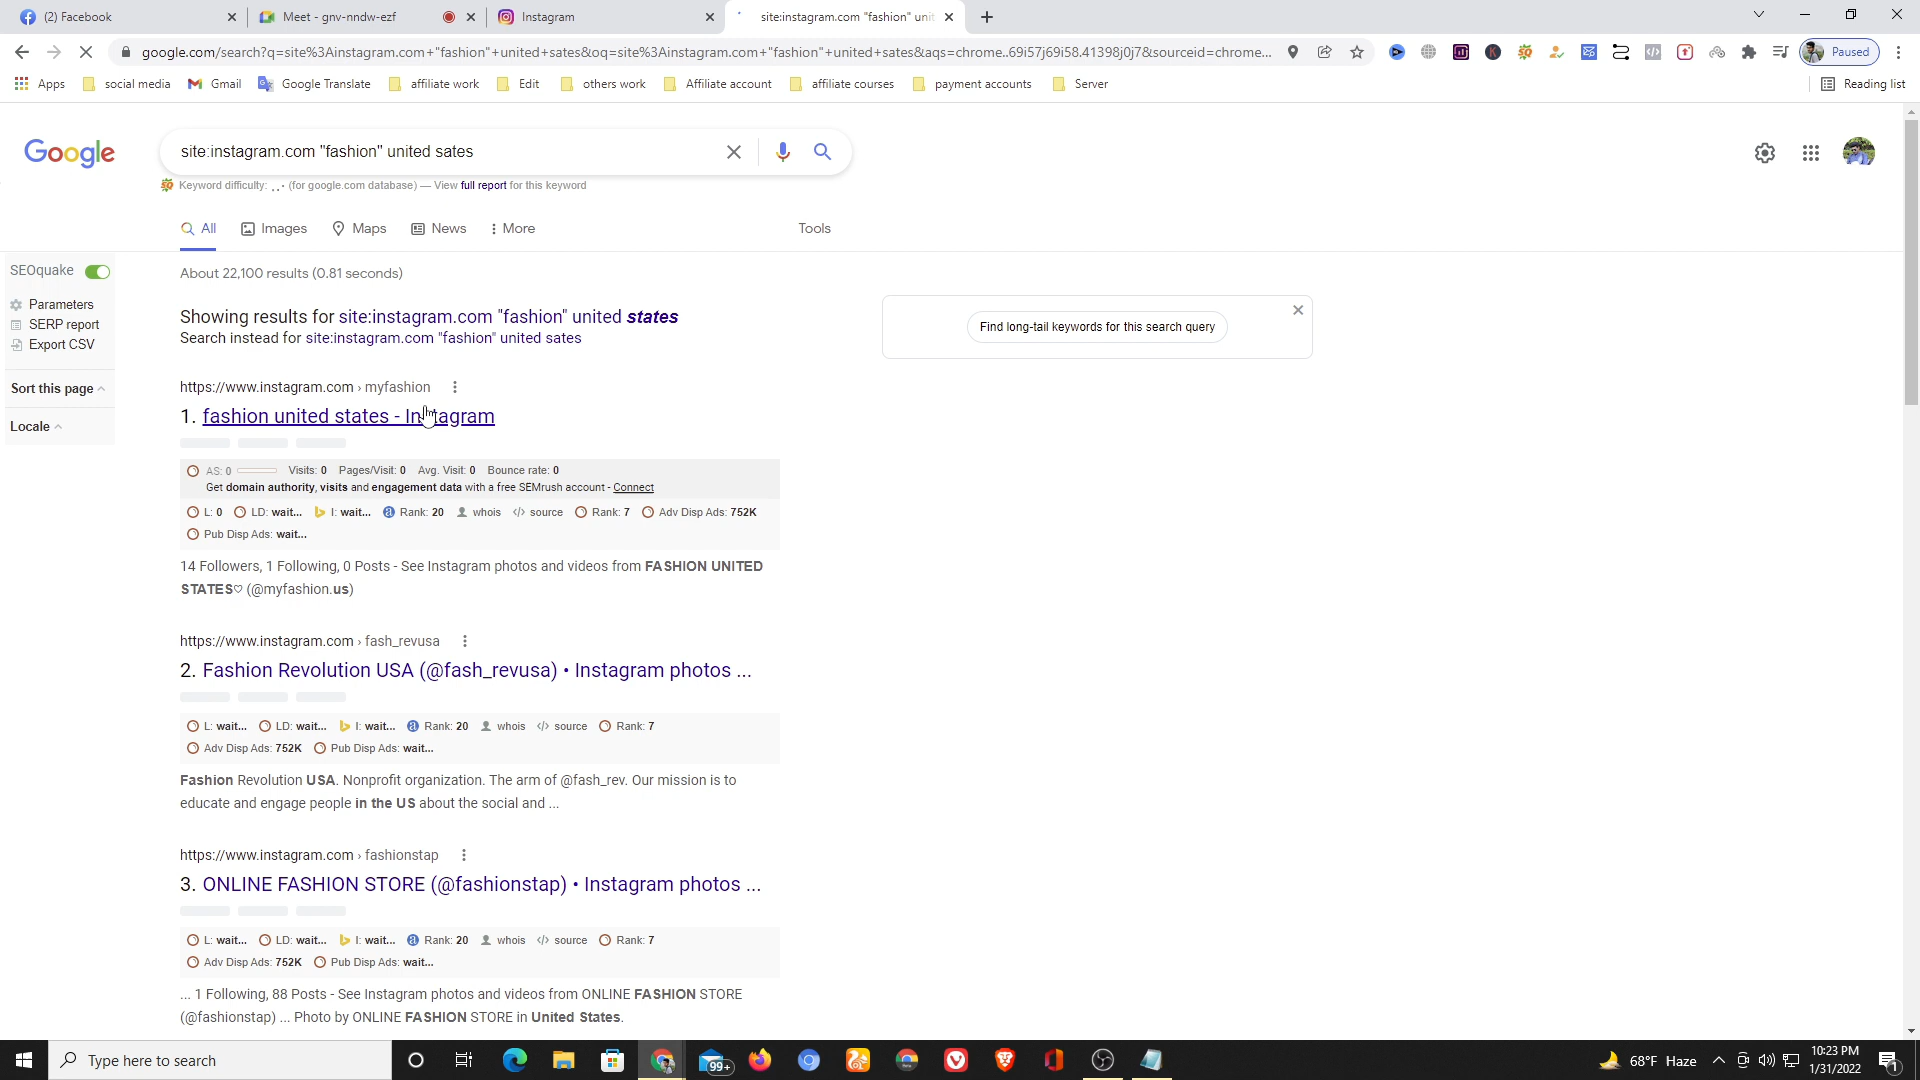 (2) Facebook
Meet - gnv-nndw-ezf
Instagram
site:instagram.com "fashion" unit
google.com/search?q=site%3Ainstagram.com+"fashion"+united+sates&oq=site%3Ainstagram.com+"fashion"+united+sates&aqs=chrome..69i57j69i58.41398j0j7&sourceid=chrome...
Paused
Apps
social media
Gmail
Google Translate
affiliate work
Edit
others work
Affiliate account
affiliate courses
payment accounts
Server
Reading list
Google
site:instagram.com "fashion" united sates
Keyword difficulty: (for google.com database) — View full report for this keyword
All
Images
Maps
News
More
Tools
SEOquake
Parameters
SERP report
Export CSV
Sort this page
Locale
About 22,100 results (0.81 seconds)
Showing results for site:instagram.com "fashion" united states
Search instead for site:instagram.com "fashion" united sates
Find long-tail keywords for this search query
https://www.instagram.com › myfashion
1. fashion united states - Instagram
AS: 0 Visits: 0 Pages/Visit: 0 Avg. Visit: 0 Bounce rate: 0
Get domain authority, visits and engagement data with a free SEMrush account - Connect
L: 0 LD: wait... I: wait... Rank: 20 whois source Rank: 7 Adv Disp Ads: 752K
Pub Disp Ads: wait...
14 Followers, 1 Following, 0 Posts - See Instagram photos and videos from FASHION UNITED
STATES♡ (@myfashion.us)
https://www.instagram.com › fash_revusa
2. Fashion Revolution USA (@fash_revusa) • Instagram photos ...
L: wait... LD: wait... I: wait... Rank: 20 whois source Rank: 7
Adv Disp Ads: 752K Pub Disp Ads: wait...
Fashion Revolution USA. Nonprofit organization. The arm of @fash_rev. Our mission is to
educate and engage people in the US about the social and ...
https://www.instagram.com › fashionstap
3. ONLINE FASHION STORE (@fashionstap) • Instagram photos ...
L: wait... LD: wait... I: wait... Rank: 20 whois source Rank: 7
Adv Disp Ads: 752K Pub Disp Ads: wait...
... 1 Following, 88 Posts - See Instagram photos and videos from ONLINE FASHION STORE
(@fashionstap) ... Photo by ONLINE FASHION STORE in United States.
Type here to search
99+
68°F Haze
10:23 PM
1/31/2022
1